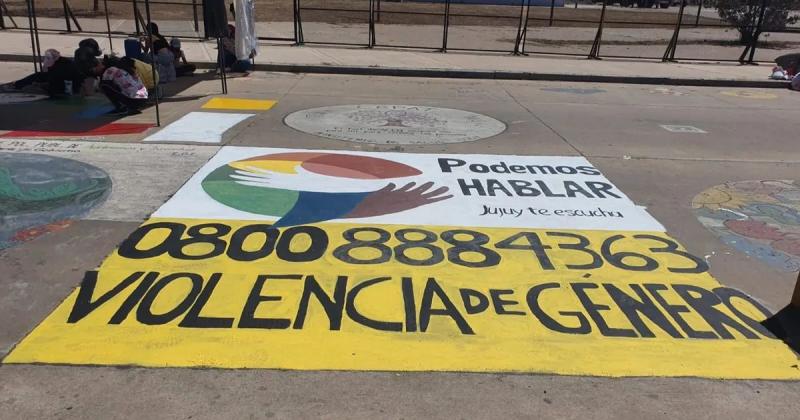 Podemos
HABLAR
Jujuy te escucha
0800 888 4363
VIOLENCIA DE GÉNERO